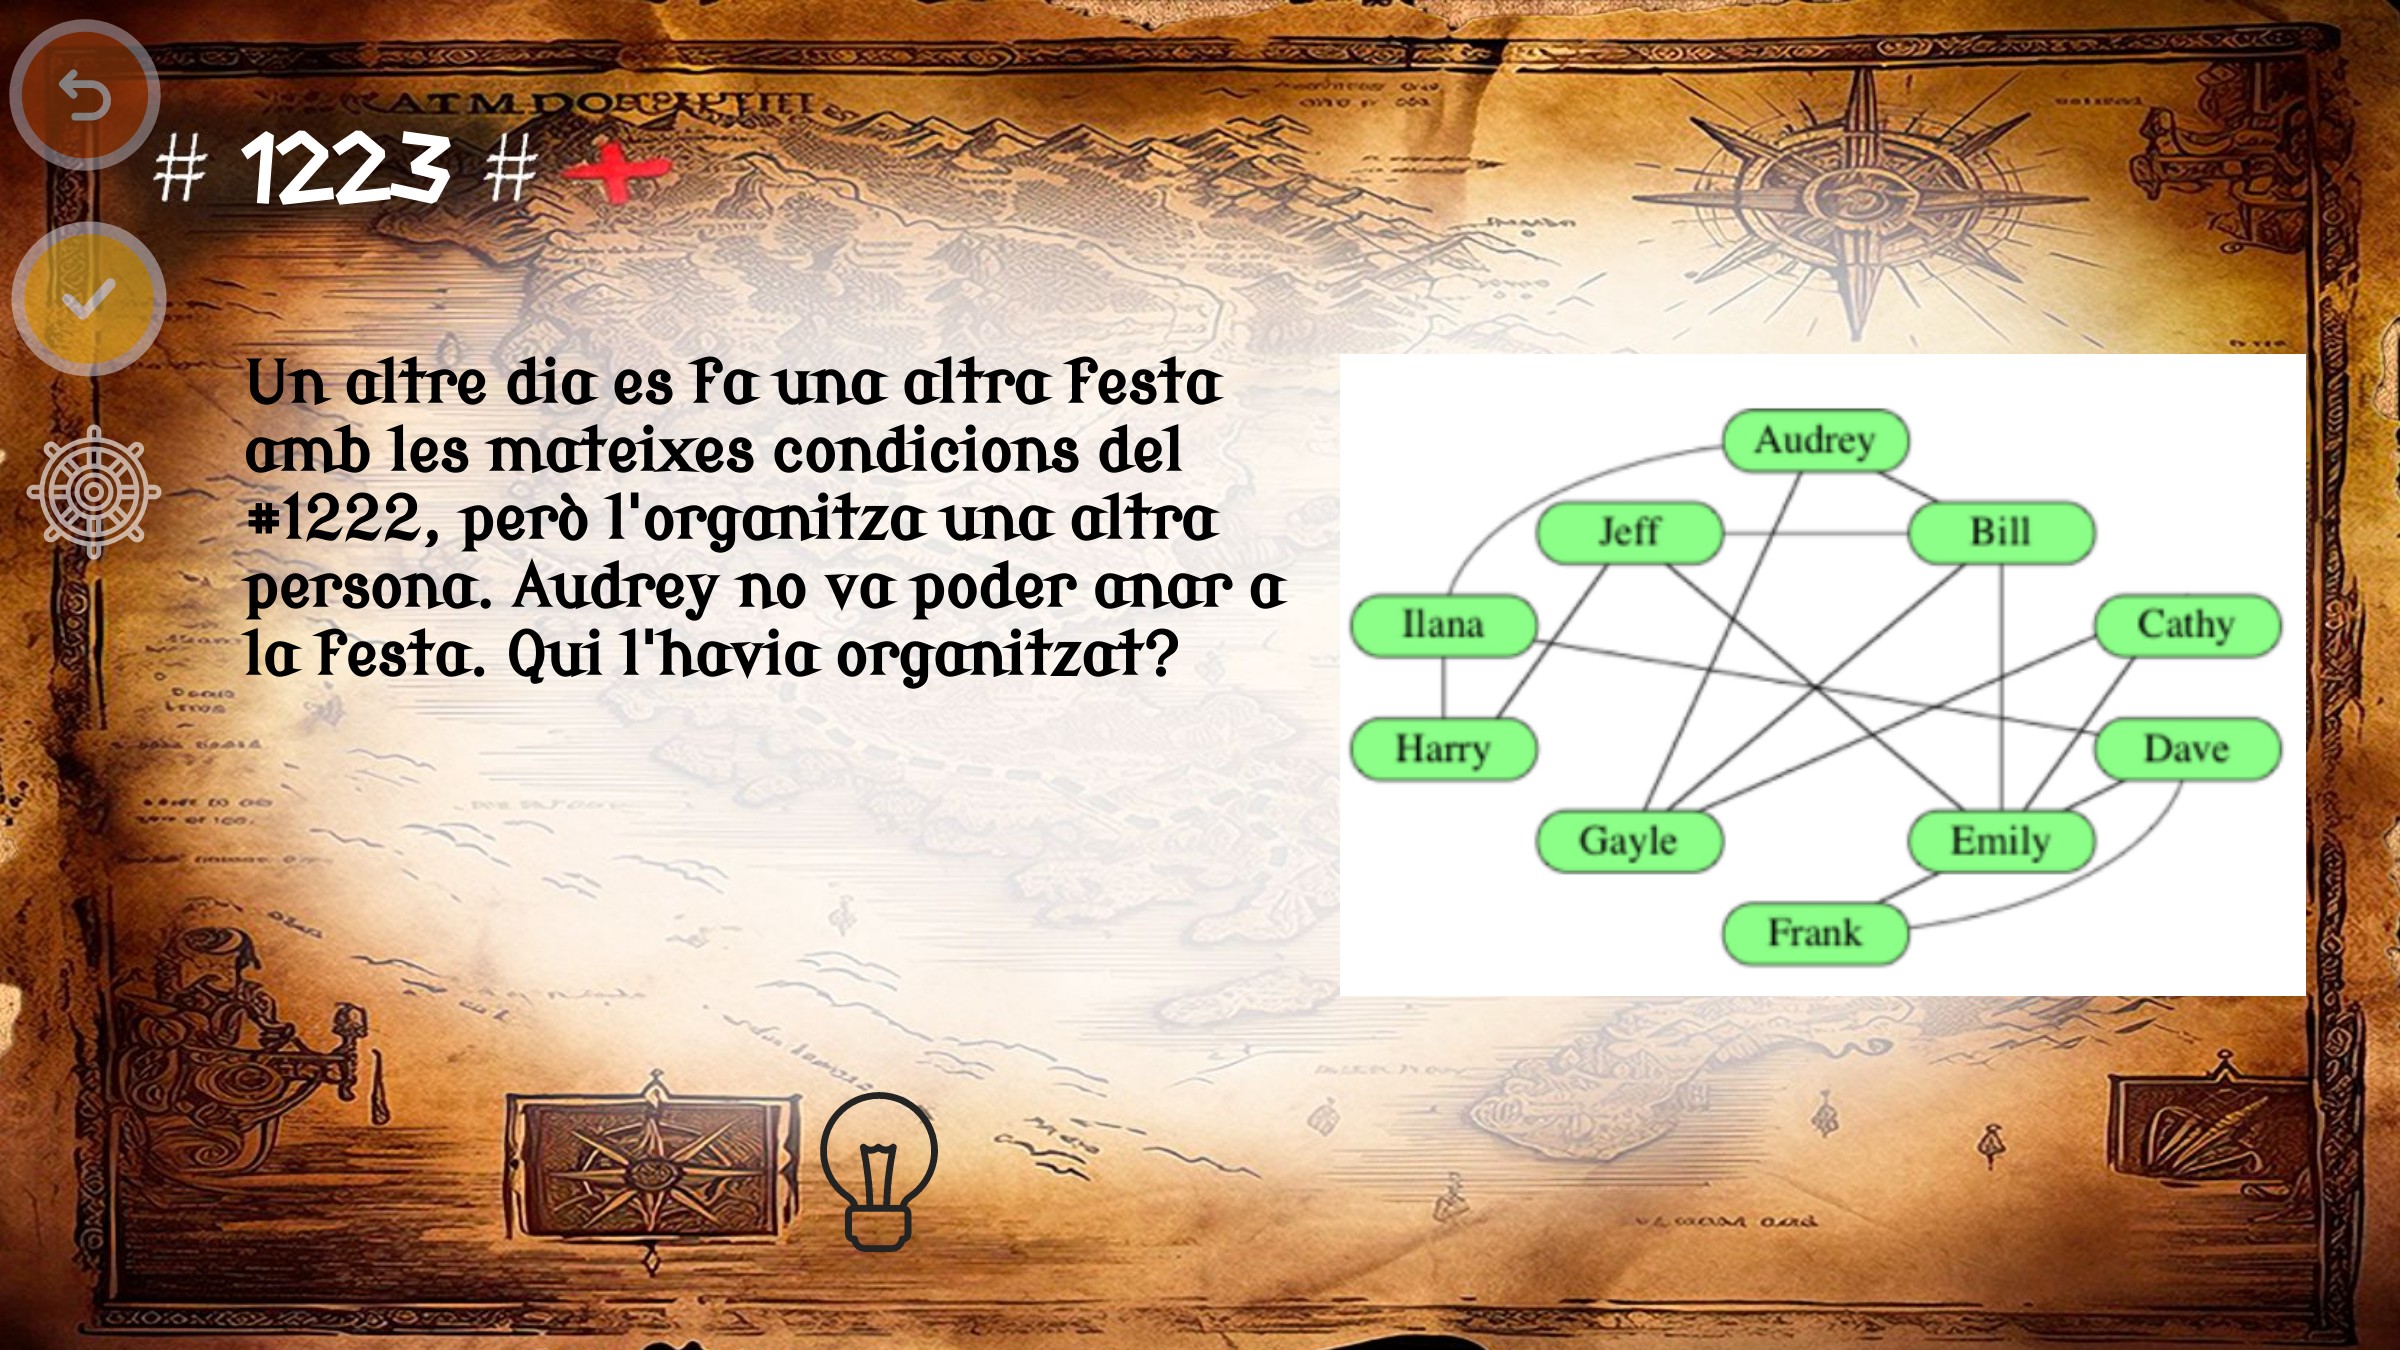 # 1223 #
Un altre dia es fa una altra festa
amb les mateixes condicions del
#1222, però l'organitza una altra
persona. Audrey no va poder anar a
la festa. Qui l'havia organitzat?
Audrey
Jeff
Bill
Ilana
Cathy
Harry
Dave
Gayle
Emily
Frank